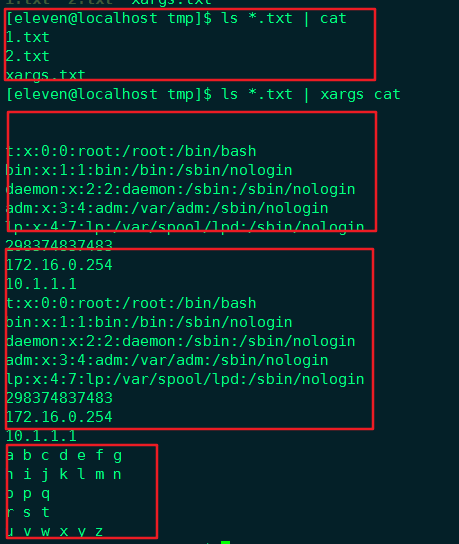 [eleven@localhost tmp]$ ls *.txt | cat
1.txt
2.txt
xargs.txt
[eleven@localhost tmp]$ ls *.txt | xargs cat
t:x:0:0:root:/root:/bin/bash
bin:x:1:1:bin:/bin:/sbin/nologin
daemon:x:2:2:daemon:/sbin:/sbin/nologin
adm:x:3:4:adm:/var/adm:/sbin/nologin
lp:x:4:7:lp:/var/spool/lpd:/sbin/nologin
298374837483
172.16.0.254
10.1.1.1
t:x:0:0:root:/root:/bin/bash
bin:x:1:1:bin:/bin:/sbin/nologin
daemon:x:2:2:daemon:/sbin:/sbin/nologin
adm:x:3:4:adm:/var/adm:/sbin/nologin
lp:x:4:7:lp:/var/spool/lpd:/sbin/nologin
298374837483
172.16.0.254
10.1.1.1
a b c d e f g
h i j k l m n
o p q
r s t
u v w x y z